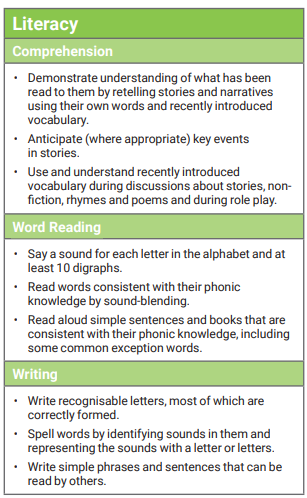 Literacy
Comprehension
• Demonstrate understanding of what has been
read to them by retelling stories and narratives
using their own words and recently introduced
vocabulary.
• Anticipate (where appropriate) key events
in stories.
• Use and understand recently introduced
vocabulary during discussions about stories, non-
fiction, rhymes and poems and during role play.
Word Reading
• Say a sound for each letter in the alphabet and at
least 10 digraphs.
• Read words consistent with their phonic
knowledge by sound-blending.
• Read aloud simple sentences and books that are
consistent with their phonic knowledge, including
some common exception words.
Writing
• Write recognisable letters, most of which are
correctly formed.
• Spell words by identifying sounds in them and
representing the sounds with a letter or letters.
• Write simple phrases and sentences that can be
read by others.